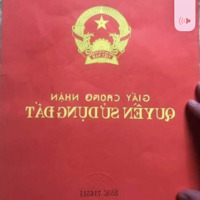 GIẤY CHỨNG NHẬN
QUYỀN SỬ DỤNG ĐẤT